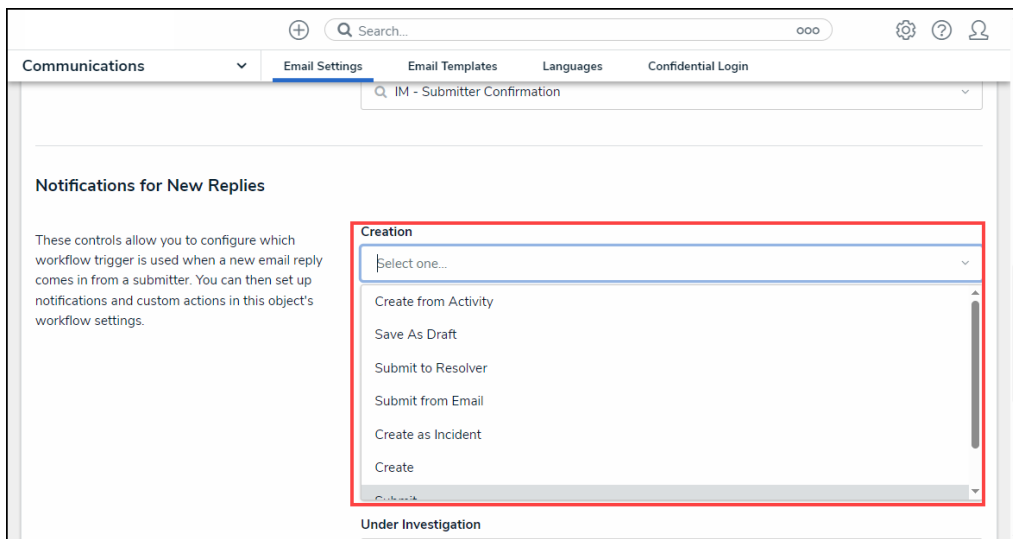 Search...
Communications
Email Settings
Email Templates
Languages
Confidential Login
IM - Submitter Confirmation
Notifications for New Replies
These controls allow you to configure which
workflow trigger is used when a new email reply
comes in from a submitter. You can then set up
notifications and custom actions in this object's
workflow settings.
Creation
Select one...
Create from Activity
Save As Draft
Submit to Resolver
Submit from Email
Create as Incident
Create
Submit
Under Investigation